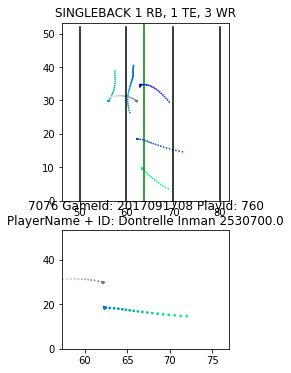 SINGLEBACK 1 RB, 1 TE, 3 WR
50
40
30
20
10
0
50 60 70 80
7076 GameId: 2017091708 PlayId: 760
PlayerName + ID: Dontrelle Inman 2530700.0
40
20
0
60 65 70 75